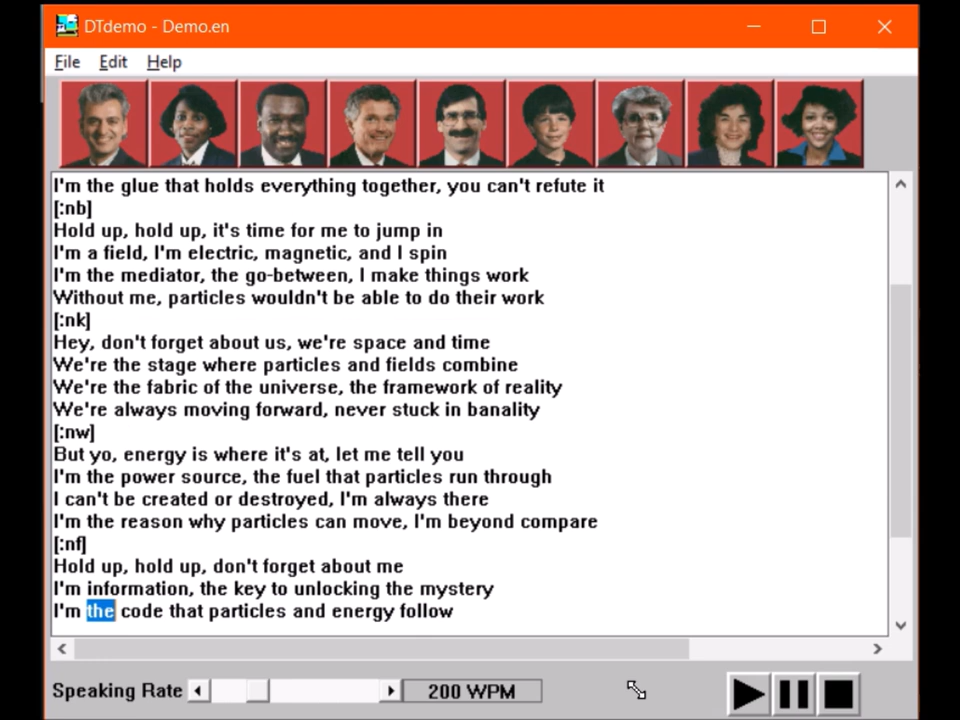 DTdemo - Demo.en
File Edit Help
I'm the glue that holds everything together, you can't refute it
[:nb]
Hold up, hold up, it's time for me to jump in
I'm a field, I'm electric, magnetic, and I spin
I'm the mediator, the go-between, I make things work
Without me, particles wouldn't be able to do their work
[:nk]
Hey, don't forget about us, we're space and time
We're the stage where particles and fields combine
We're the fabric of the universe, the framework of reality
We're always moving forward, never stuck in banality
[:nw]
But yo, energy is where it's at, let me tell you
I'm the power source, the fuel that particles run through
I can't be created or destroyed, I'm always there
I'm the reason why particles can move, I'm beyond compare
[:nf]
Hold up, hold up, don't forget about me
I'm information, the key to unlocking the mystery
I'm the code that particles and energy follow
Speaking Rate 200 WPM